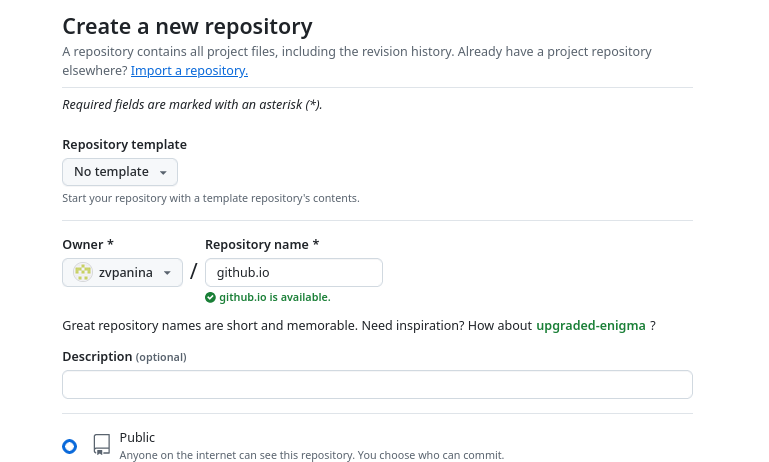 Create a new repository
A repository contains all project files, including the revision history. Already have a project repository
elsewhere? Import a repository.
Required fields are marked with an asterisk (*).
Repository template
No template
Start your repository with a template repository's contents.
Owner * Repository name *
zvpanina / github.io
github.io is available.
Great repository names are short and memorable. Need inspiration? How about upgraded-enigma ?
Description (optional)
Public
Anyone on the internet can see this repository. You choose who can commit.